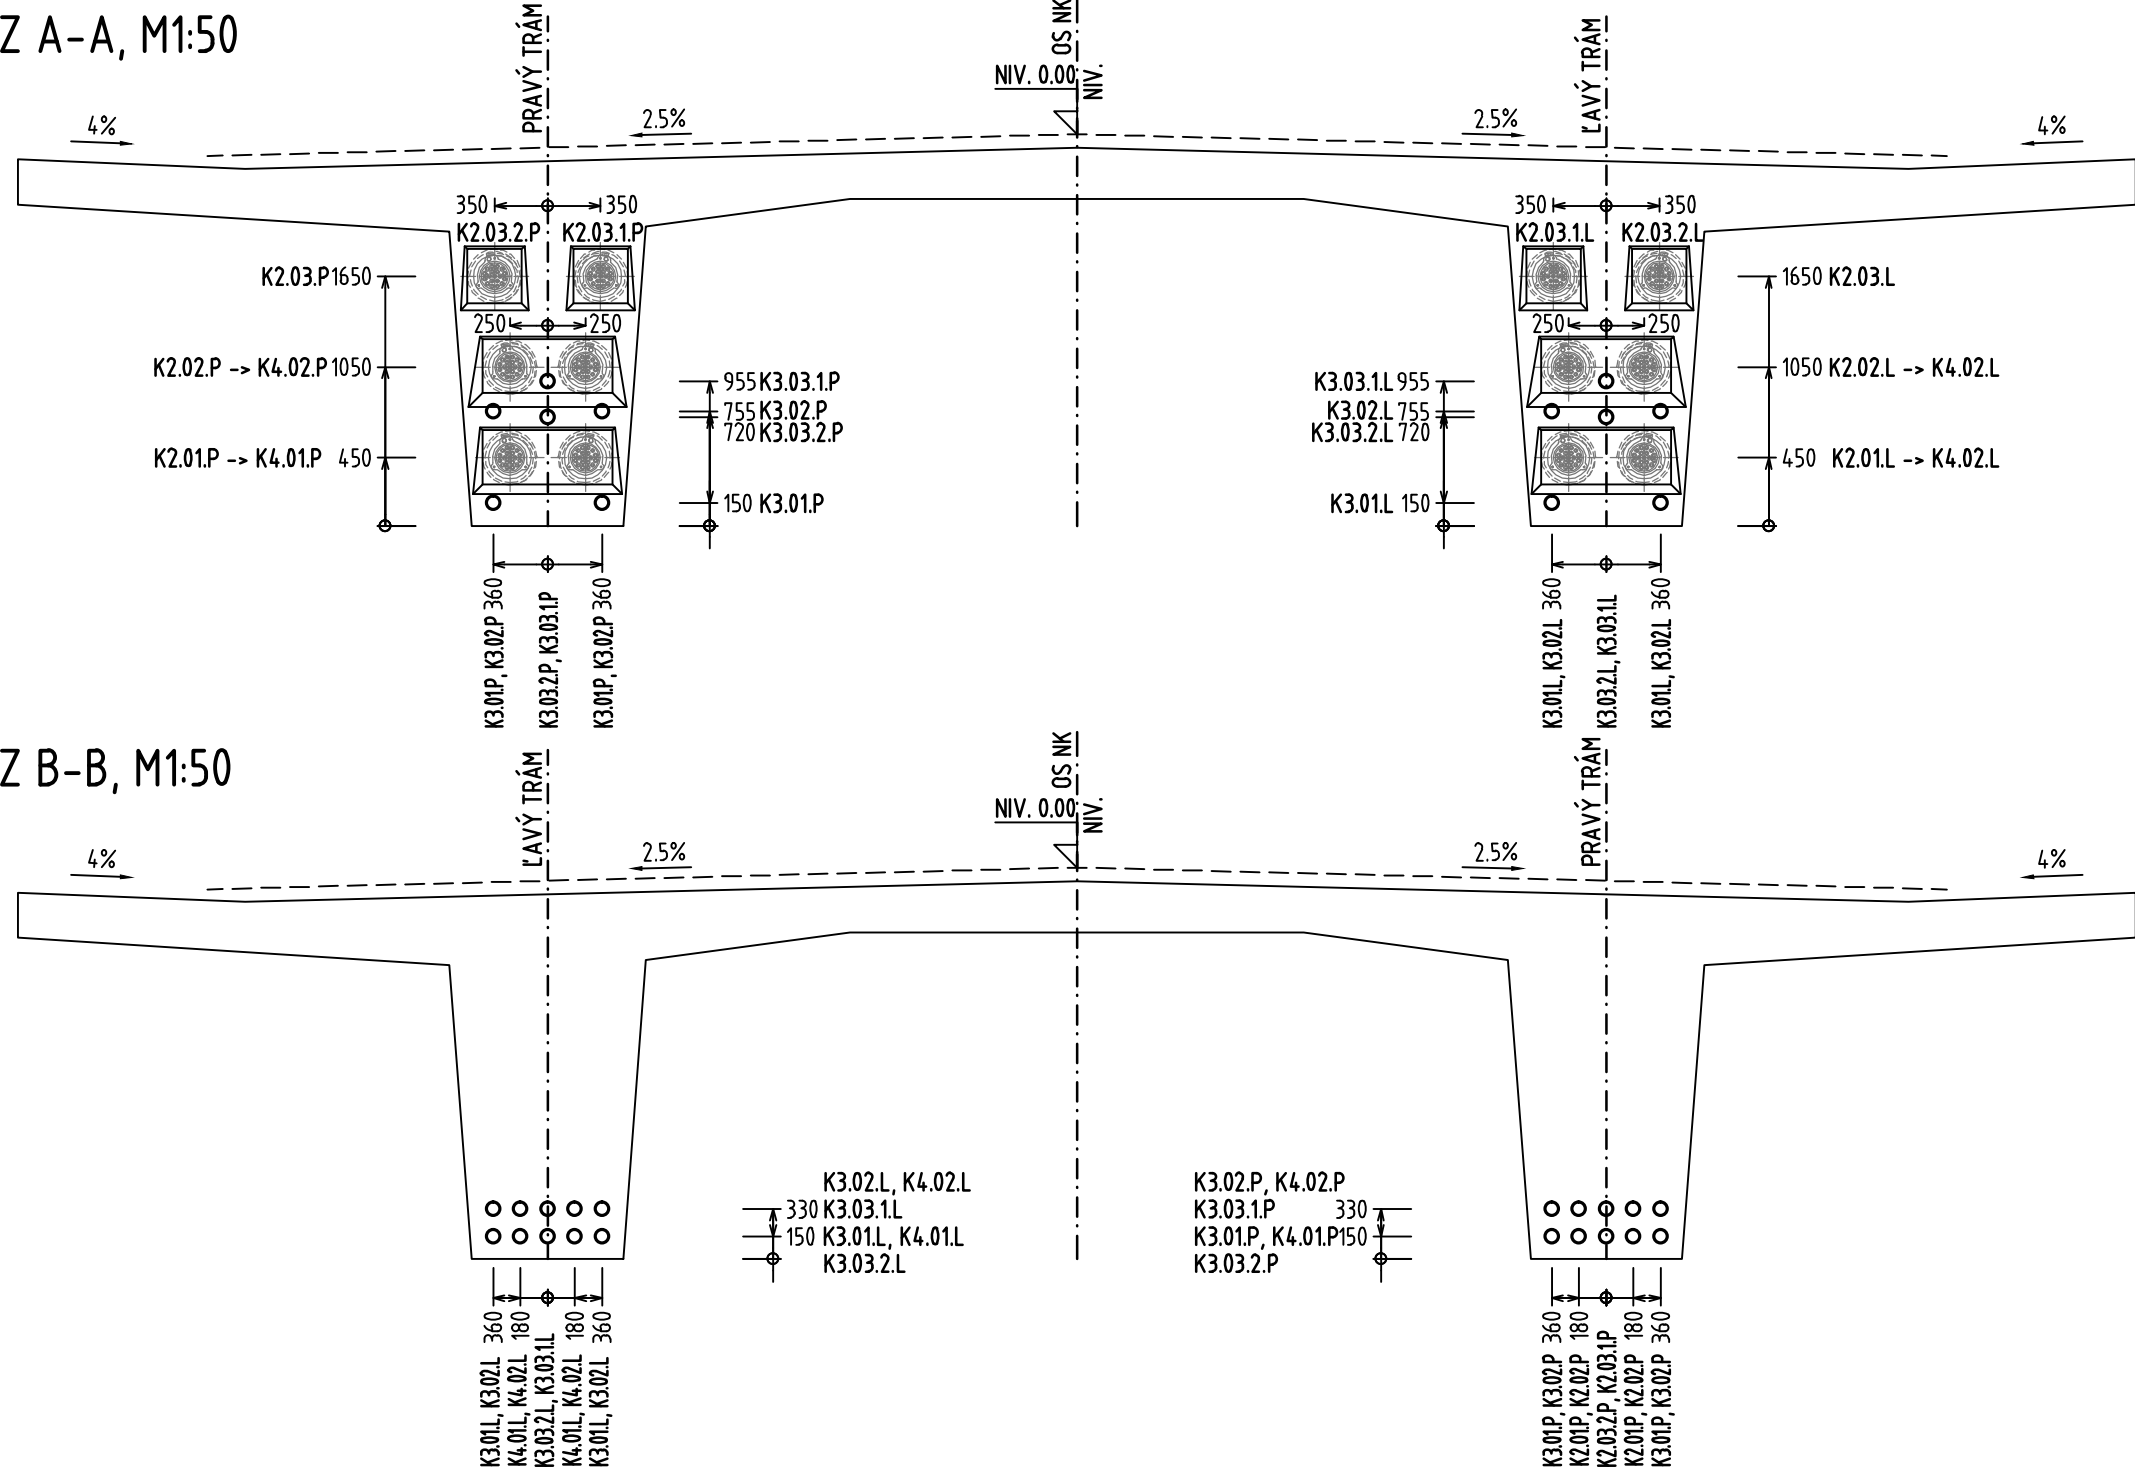 Z A-A, M1:50
PRAVÝ TRÁM
OS NK
NIV. 0.00
NIV.
ĽAVÝ TRÁM
4%
2.5%
2.5%
4%
350
350
K2.03.2.P
K2.03.1.P
350
350
K2.03.1.L
K2.03.2.L
K2.03.P 1650
1650 K2.03.L
250
250
250
250
K2.02.P -> K4.02.P 1050
955 K3.03.1.P
755 K3.02.P
720 K3.03.2.P
K3.03.1.L 955
K3.02.L 755
K3.03.2.L 720
1050 K2.02.L -> K4.02.L
K2.01.P -> K4.01.P 450
150 K3.01.P
K3.01.L 150
450 K2.01.L -> K4.02.L
K3.01.P, K3.02.P 360
K3.03.2.P, K3.03.1.P
K3.01.P, K3.02.P 360
K3.01.L, K3.02.L 360
K3.03.2.L, K3.03.1.L
K3.01.L, K3.02.L 360
Z B-B, M1:50
ĽAVÝ TRÁM
OS NK
NIV. 0.00
NIV.
PRAVÝ TRÁM
4%
2.5%
2.5%
4%
K3.02.L, K4.02.L
330 K3.03.1.L
150 K3.01.L, K4.01.L
K3.03.2.L
K3.02.P, K4.02.P
K3.03.1.P 330
K3.01.P, K4.01.P 150
K3.03.2.P
K3.01.L, K3.02.L 360
K4.01.L, K4.02.L 180
K3.03.2.L, K3.03.1.L
K4.01.L, K4.02.L 180
K3.01.L, K3.02.L 360
K3.01.P, K3.02.P 360
K2.01.P, K2.02.P 180
K2.03.2.P, K2.03.1.P
K2.01.P, K2.02.P 180
K3.01.P, K3.02.P 360